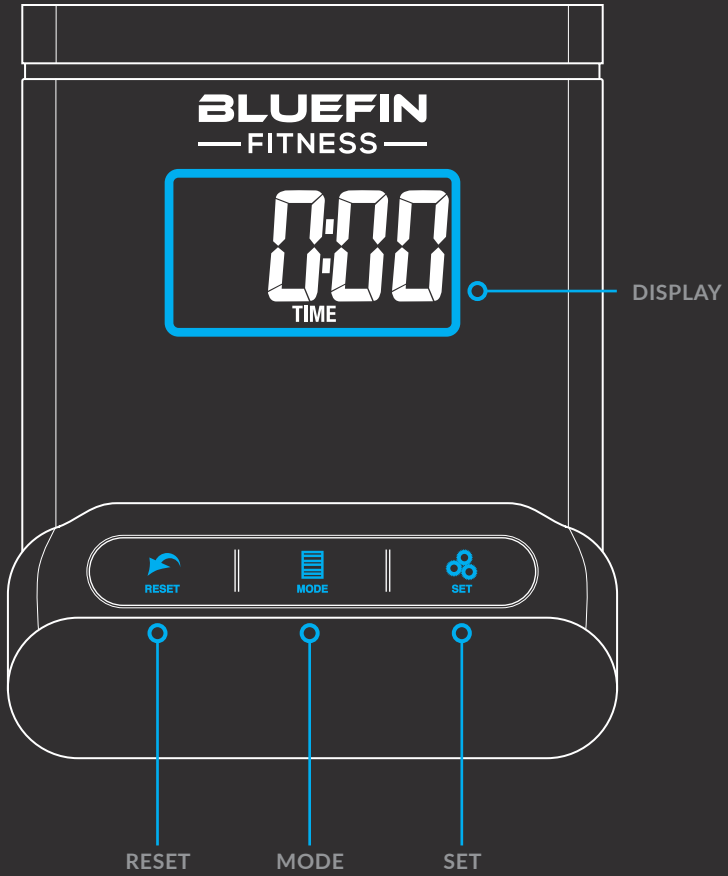 BLUEFIN
FITNESS
0:00
TIME
DISPLAY
RESET
MODE
SET
RESET
MODE
SET